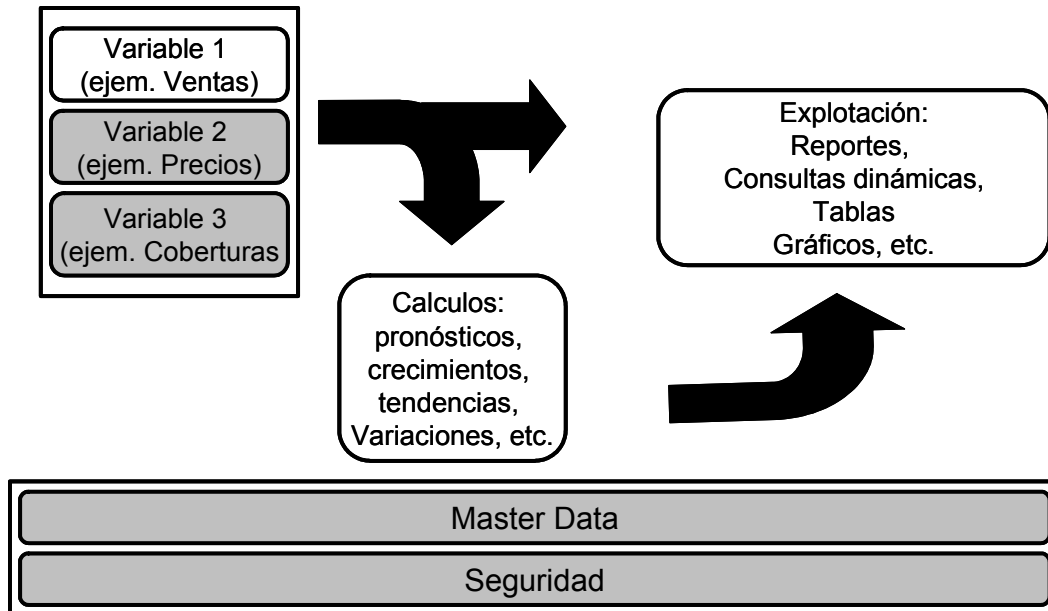 Variable 1
(ejem. Ventas)
Variable 2
(ejem. Precios)
Variable 3
(ejem. Coberturas
Explotación:
Reportes,
Consultas dinámicas,
Tablas
Gráficos, etc.
Calculos:
pronósticos,
crecimientos,
tendencias,
Variaciones, etc.
Master Data
Seguridad